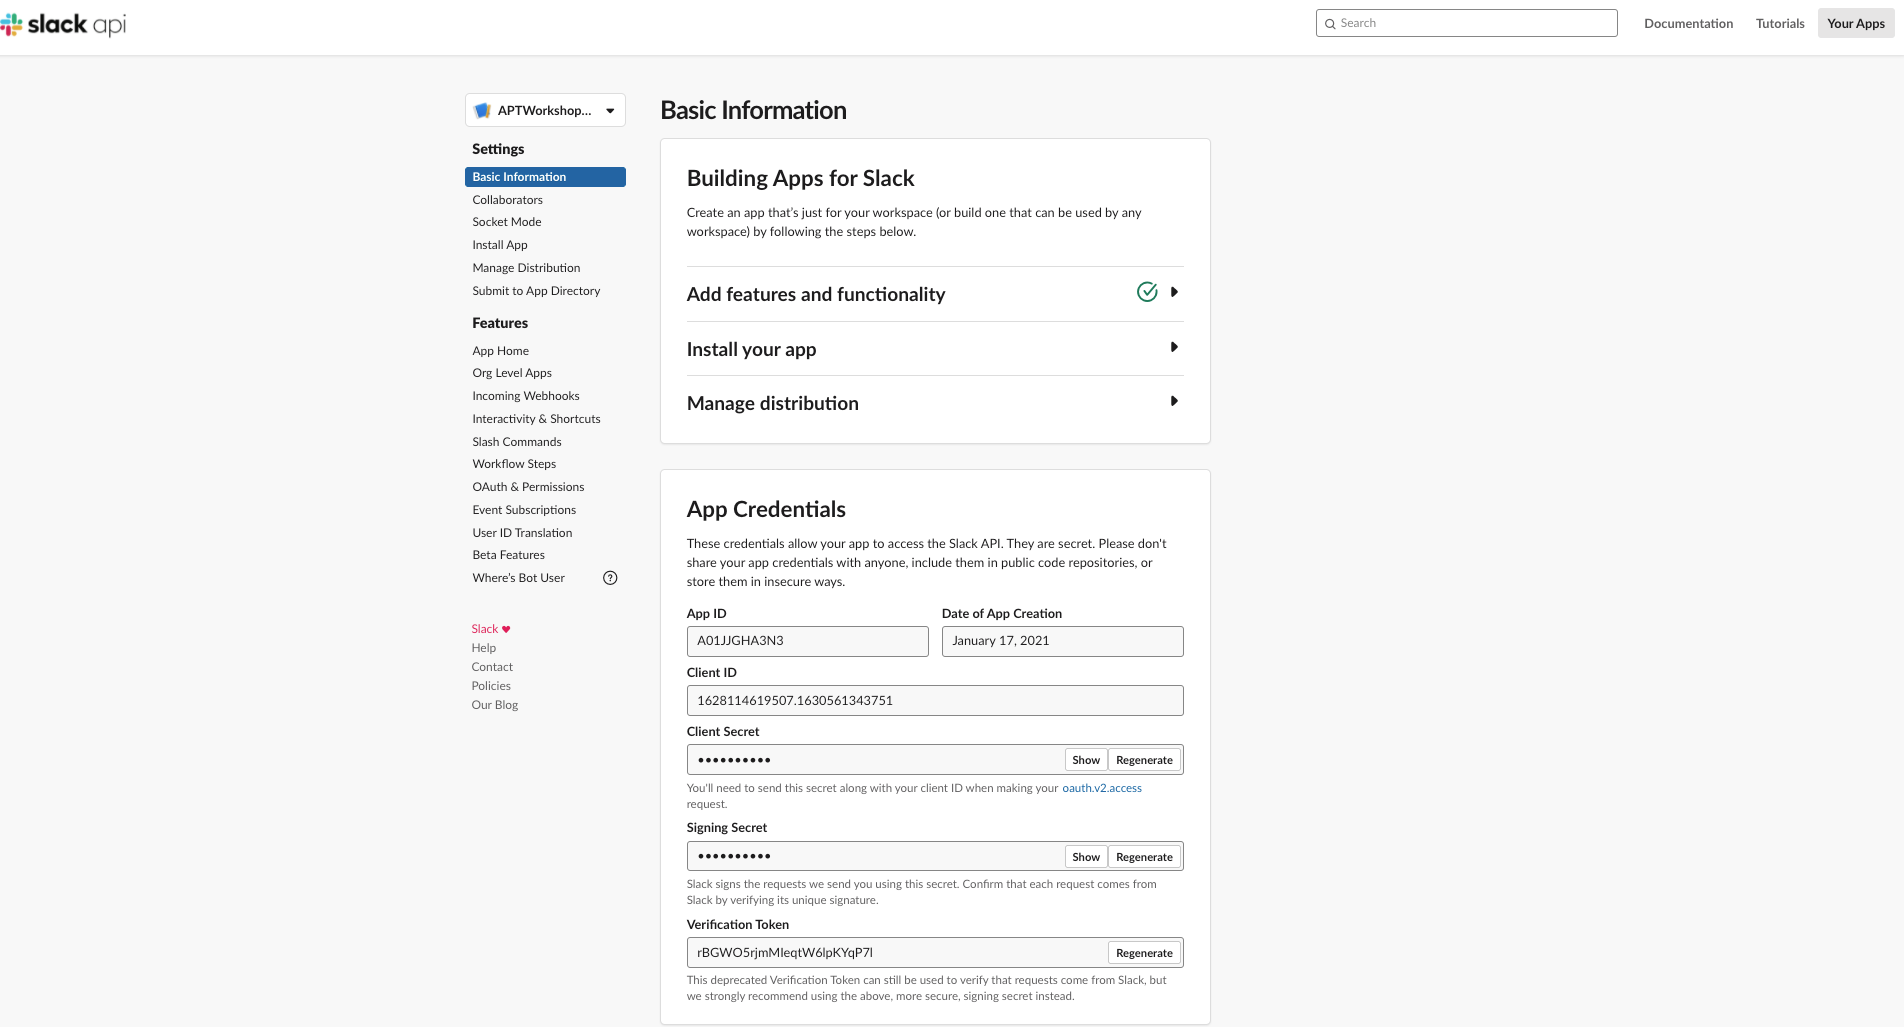 slack api
Search
Documentation
Tutorials
Your Apps
APTWorkshop...
Settings
Basic Information
Collaborators
Socket Mode
Install App
Manage Distribution
Submit to App Directory
Features
App Home
Org Level Apps
Incoming Webhooks
Interactivity & Shortcuts
Slash Commands
Workflow Steps
OAuth & Permissions
Event Subscriptions
User ID Translation
Beta Features
Where's Bot User
Slack ♥
Help
Contact
Policies
Our Blog
Basic Information
Building Apps for Slack
Create an app that's just for your workspace (or build one that can be used by any
workspace) by following the steps below.
Add features and functionality
Install your app
Manage distribution
App Credentials
These credentials allow your app to access the Slack API. They are secret. Please don't
share your app credentials with anyone, include them in public code repositories, or
store them in insecure ways.
App ID
A01JJGHA3N3
Date of App Creation
January 17, 2021
Client ID
1628114619507.1630561343751
Client Secret
••••••••••
Show
Regenerate
You'll need to send this secret along with your client ID when making your oauth.v2.access
request.
Signing Secret
••••••••••
Show
Regenerate
Slack signs the requests we send you using this secret. Confirm that each request comes from
Slack by verifying its unique signature.
Verification Token
rBGWO5rjmMIeqtW6lpKYqP7l
Regenerate
This deprecated Verification Token can still be used to verify that requests come from Slack, but
we strongly recommend using the above, more secure, signing secret instead.